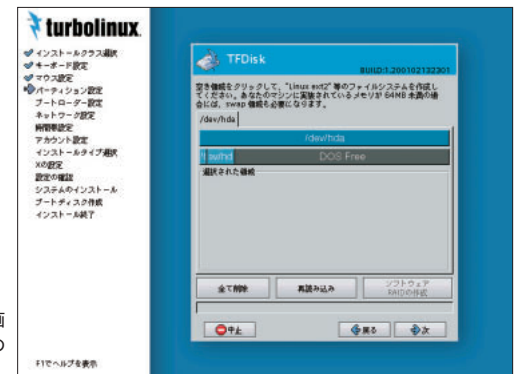 turbolinux
インストールクラス選択
キーボード設定
マウス設定
パーティション設定
ブートローダー設定
ネットワーク設定
時間帯設定
アカウント設定
インストールタイプ選択
Xの設定
設定の確認
システムのインストール
ブートディスク作成
インストール終了
F1でヘルプを表示
TFDisk
BUILD:1.200102132301
空き領域をクリックして、"Linux ext2" 等のファイルシステムを作成し
てください。あなたのマシンに実装されているメモリが 64MB 未満の場
合には、swap 領域も必要になります。
/dev/hda
/dev/hda
DOS Free
選択された領域
全て削除
再読み込み
ソフトウェア
RAIDの作成
中止
戻る
次
画
の